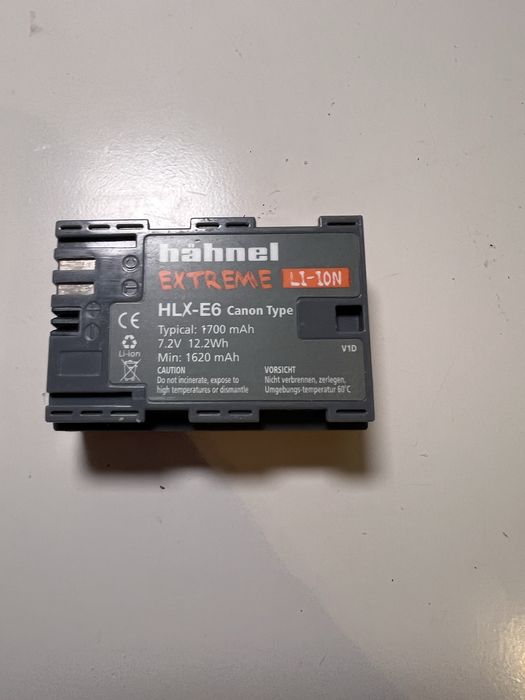 hähnel
EXTREME LI-ION
HLX-E6 Canon Type
Typical: 1700 mAh
7.2V 12.2Wh
Min: 1620 mAh
V1D
CE
Li-ion
CAUTION
Do not incinerate, expose to
high temperatures or dismantle
VORSICHT
Nicht verbrennen, zerlegen,
Umgebungs-temperatur 60°C